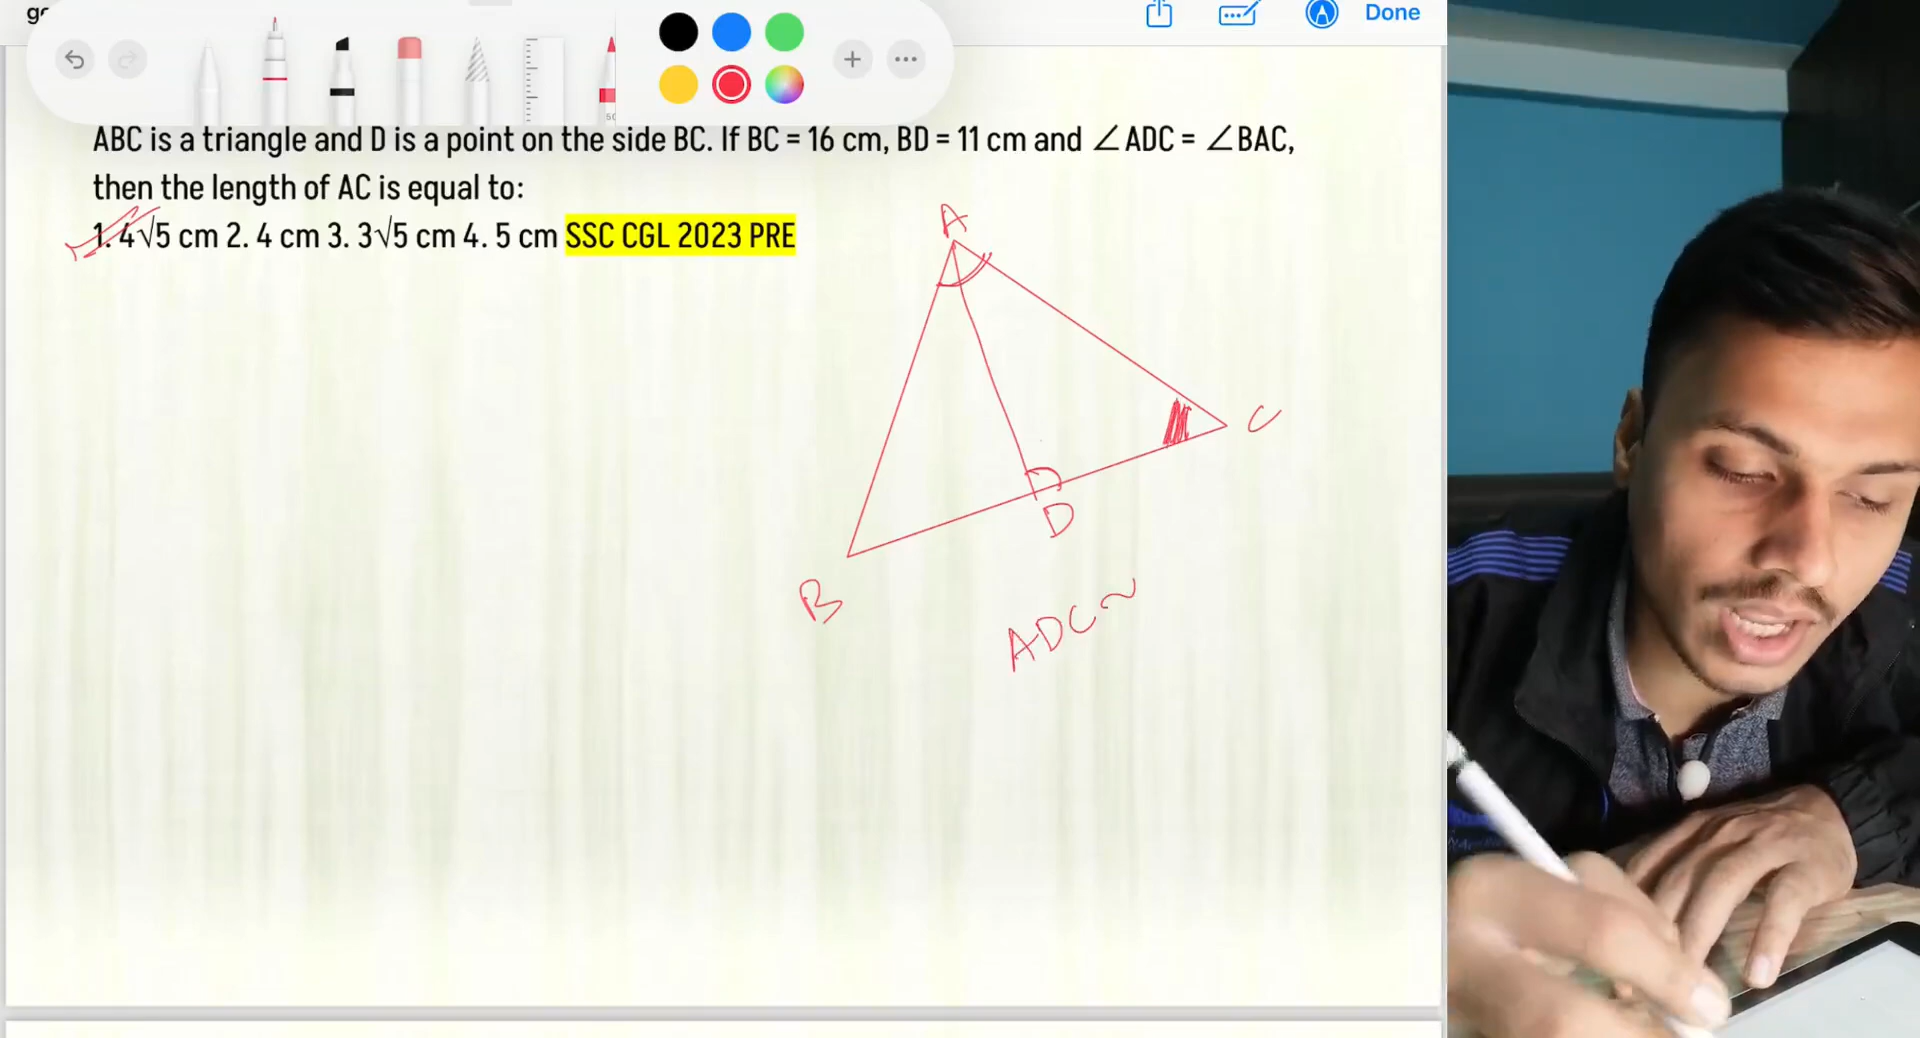 Done
ABC is a triangle and D is a point on the side BC. If BC = 16 cm, BD = 11 cm and ∠ADC = ∠BAC,
then the length of AC is equal to:
1. 4√5 cm 2. 4 cm 3. 3√5 cm 4. 5 cm SSC CGL 2023 PRE
A
C
D
B
ADC~